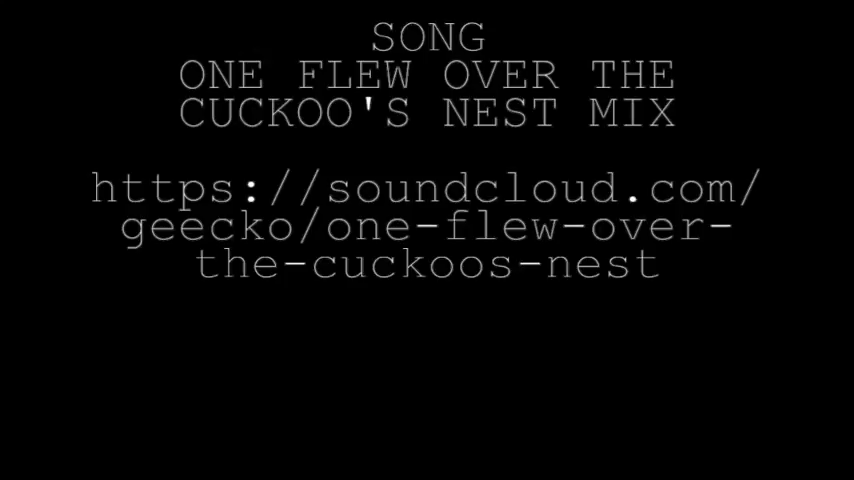 SONG
ONE FLEW OVER THE
CUCKOO'S NEST MIX
https://soundcloud.com/
geecko/one-flew-over-
the-cuckoos-nest